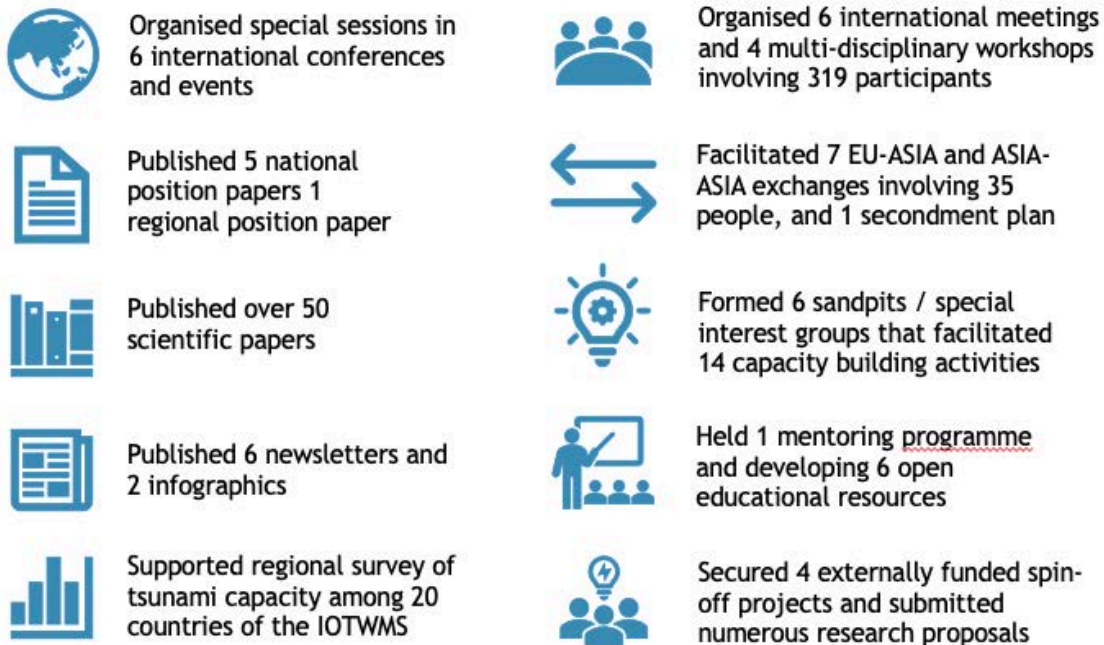 Organised special sessions in
6 international conferences
and events
Published 5 national
position papers 1
regional position paper
Published over 50
scientific papers
Published 6 newsletters and
2 infographics
Supported regional survey of
tsunami capacity among 20
countries of the IOTWMS
Organised 6 international meetings
and 4 multi-disciplinary workshops
involving 319 participants
Facilitated 7 EU-ASIA and ASIA-
ASIA exchanges involving 35
people, and 1 secondment plan
Formed 6 sandpits / special
interest groups that facilitated
14 capacity building activities
Held 1 mentoring programme
and developing 6 open
educational resources
Secured 4 externally funded spin-
off projects and submitted
numerous research proposals